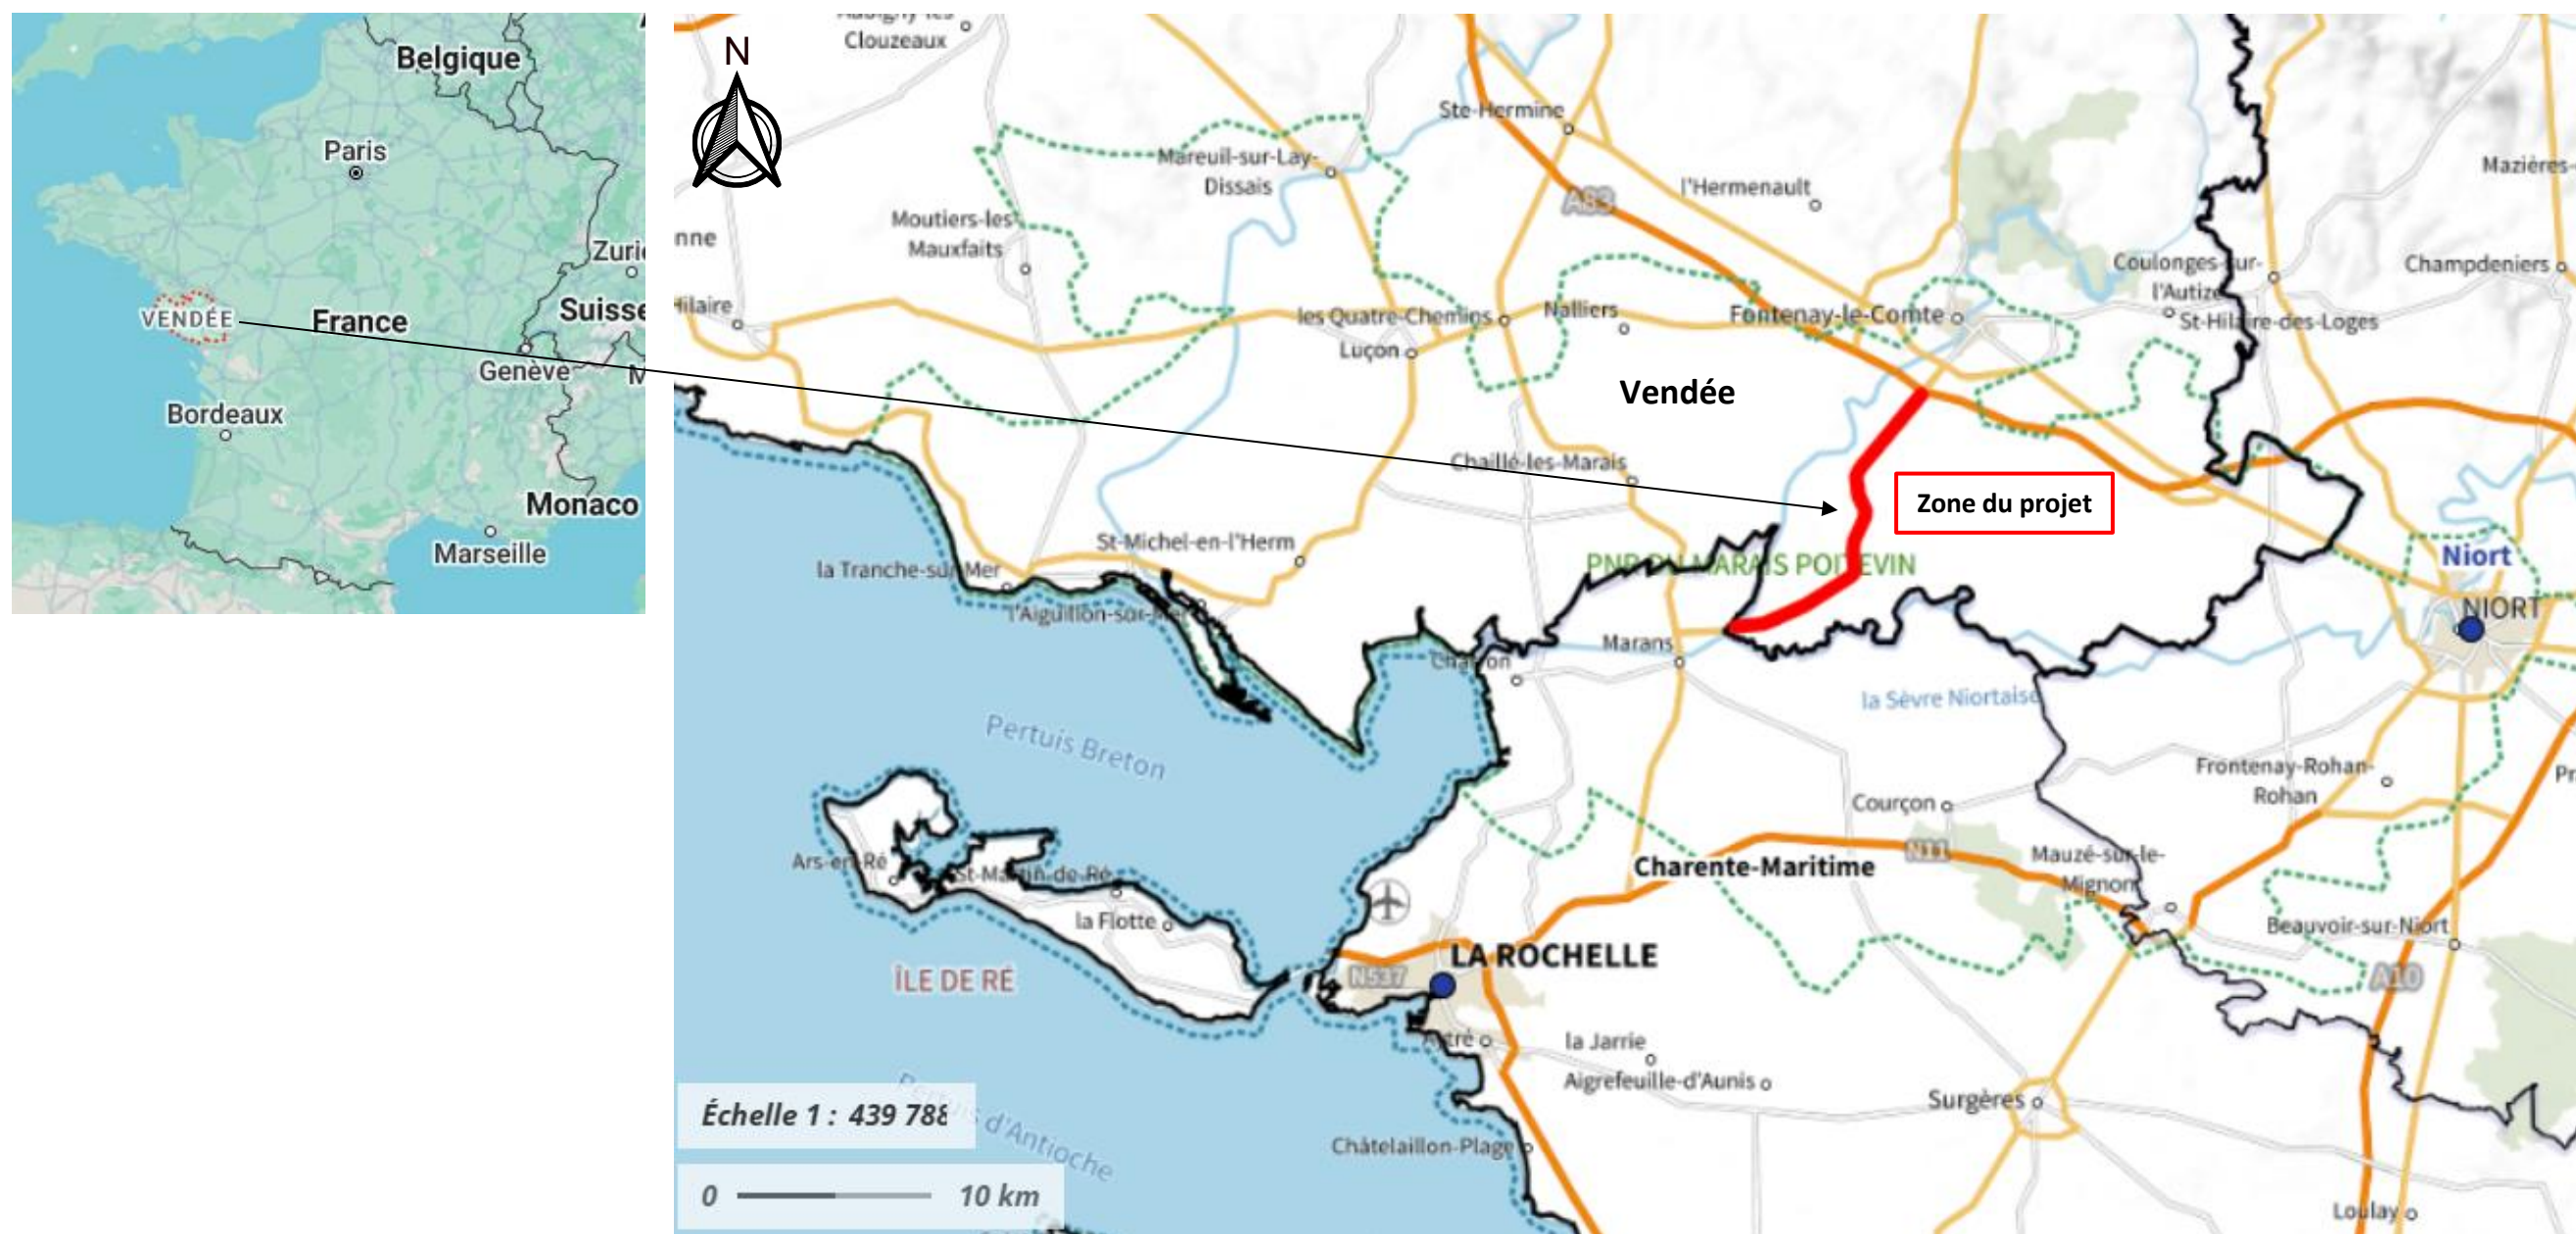 Belgique
Paris
Zuri
VENDÉE
France
Suisse
Genève
Bordeaux
Monaco
Marseille
N
Clouzeaux
Ste-Hermine
Mareuil-sur-Lay-
Dissais
A83
l'Hermenault
Mazières-
Moutiers-les
Mauxfaits
nne
Coulonges-sur-
l'Autize
Champdeniers
Hilaire
les Quatre-Chemins
Nalliers
Fontenay-le-Comte
St-Hilaire-des-Loges
Luçon
Vendée
Chaillé-les-Marais
Zone du projet
St-Michel-en-l'Herm
la Tranche-sur-Mer
PNR DU MARAIS POITEVIN
Niort
NIORT
l'Aiguillon-sur-Mer
Marans
Charron
la Sèvre Niortaise
Pertuis Breton
Frontenay-Rohan-
Rohan
Pr
Courçon
Ars-en-Ré
St-Martin-de-Ré
Charente-Maritime
N11
Mauzé-sur-le-
Mignon
la Flotte
Beauvoir-sur-Niort
LA ROCHELLE
ÎLE DE RÉ
N537
A10
Aytré
la Jarrie
Aigrefeuille-d'Aunis
Surgères
Échelle 1 : 439 788
Pertuis d'Antioche
Châtelaillon-Plage
0 10 km
Loulay